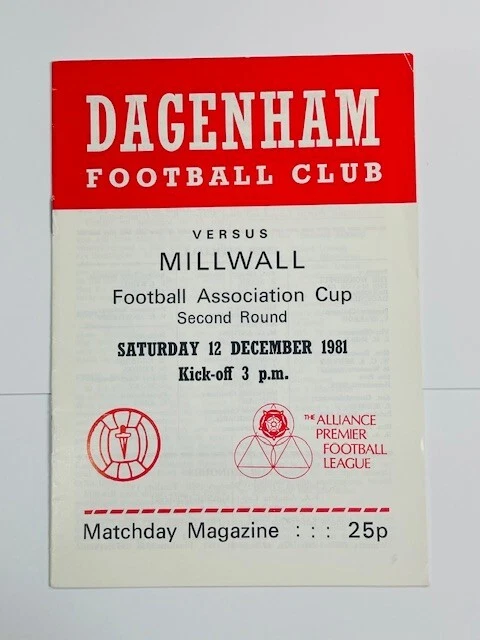 DAGENHAM
FOOTBALL CLUB
VERSUS
MILLWALL
Football Association Cup
Second Round
SATURDAY 12 DECEMBER 1981
Kick-off 3 p.m.
THE ALLIANCE
PREMIER
FOOTBALL
LEAGUE
Matchday Magazine : : : 25p